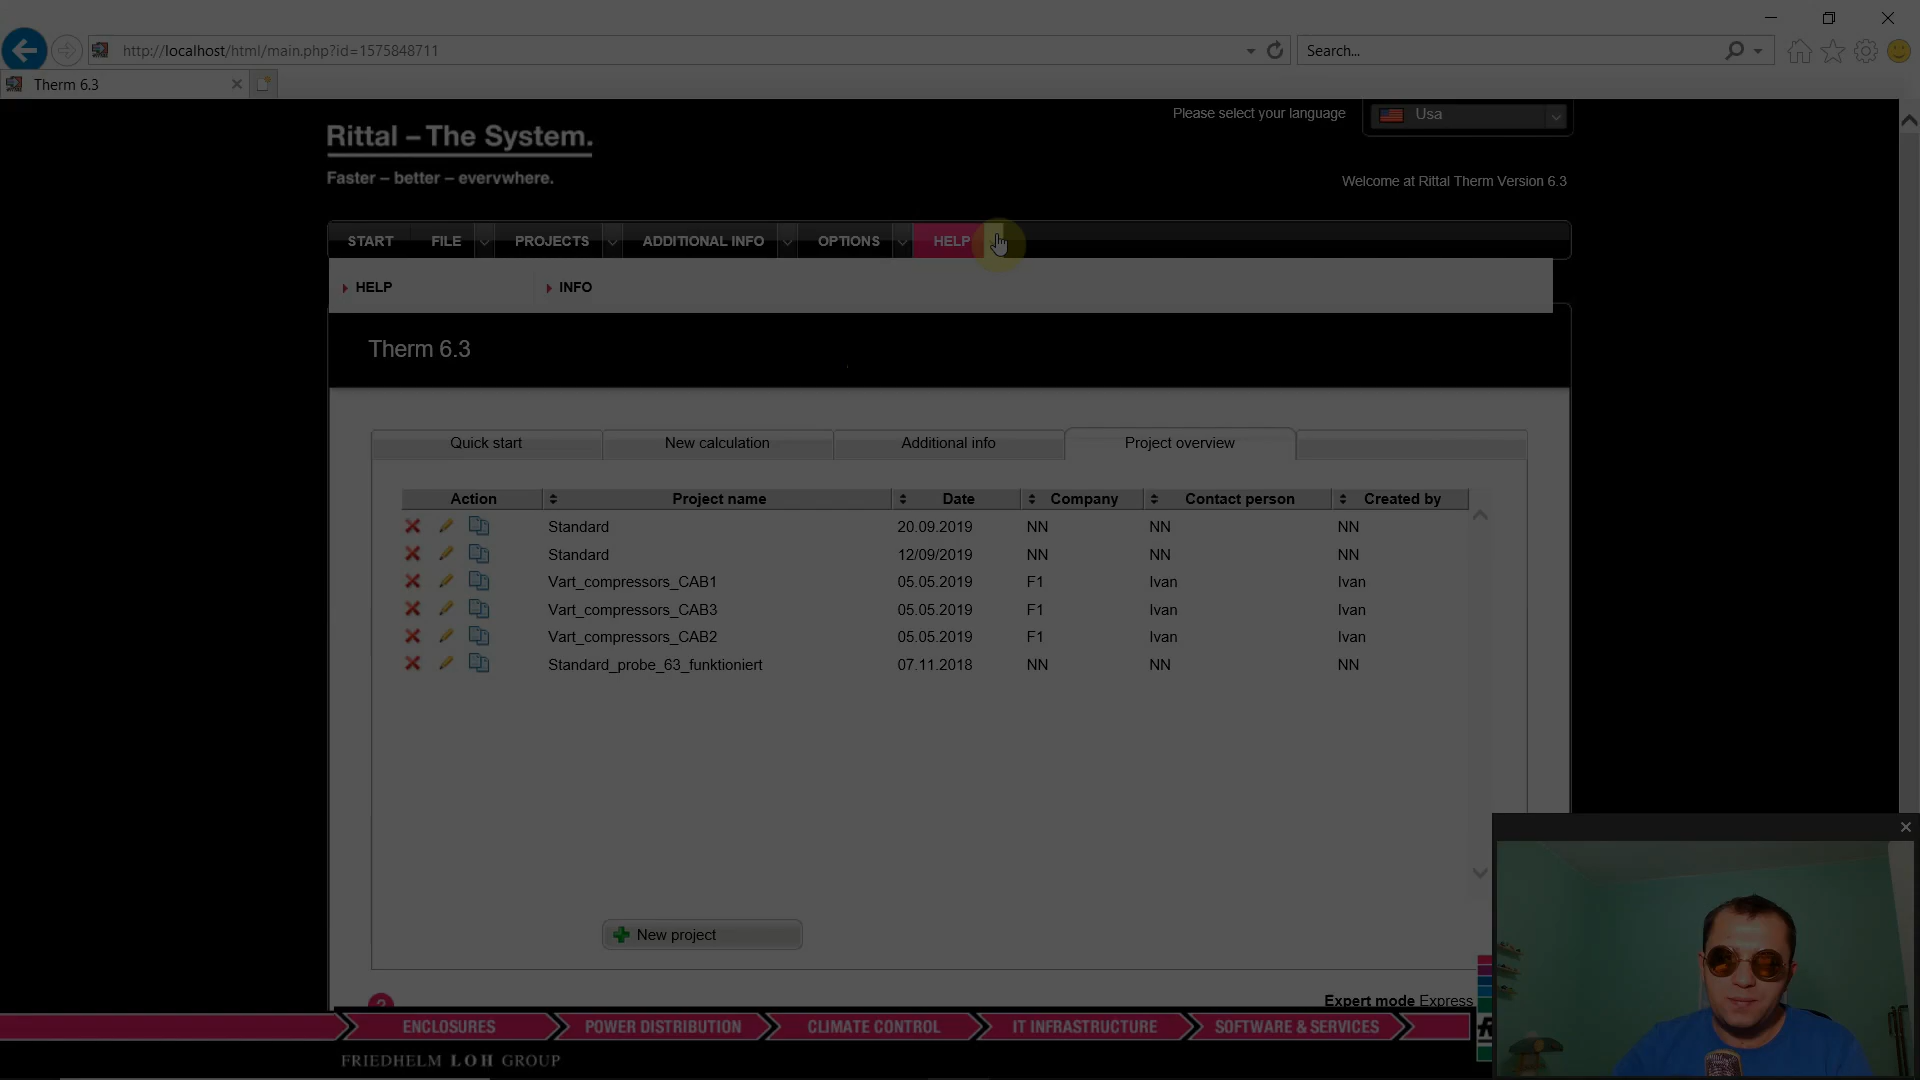 http://localhost/html/main.php?id=1575848711
Search...
Therm 6.3
Please select your language
Usa
Rittal – The System.
Faster – better – everywhere.
Welcome at Rittal Therm Version 6.3
START FILE PROJECTS ADDITIONAL INFO OPTIONS HELP
HELP INFO
Therm 6.3
Quick start New calculation Additional info Project overview
Action Project name Date Company Contact person Created by
Standard 20.09.2019 NN NN NN
Standard 12/09/2019 NN NN NN
Vart_compressors_CAB1 05.05.2019 F1 Ivan Ivan
Vart_compressors_CAB3 05.05.2019 F1 Ivan Ivan
Vart_compressors_CAB2 05.05.2019 F1 Ivan Ivan
Standard_probe_63_funktioniert 07.11.2018 NN NN NN
New project
Expert mode Express
ENCLOSURES POWER DISTRIBUTION CLIMATE CONTROL IT INFRASTRUCTURE SOFTWARE & SERVICES
FRIEDHELM LOH GROUP